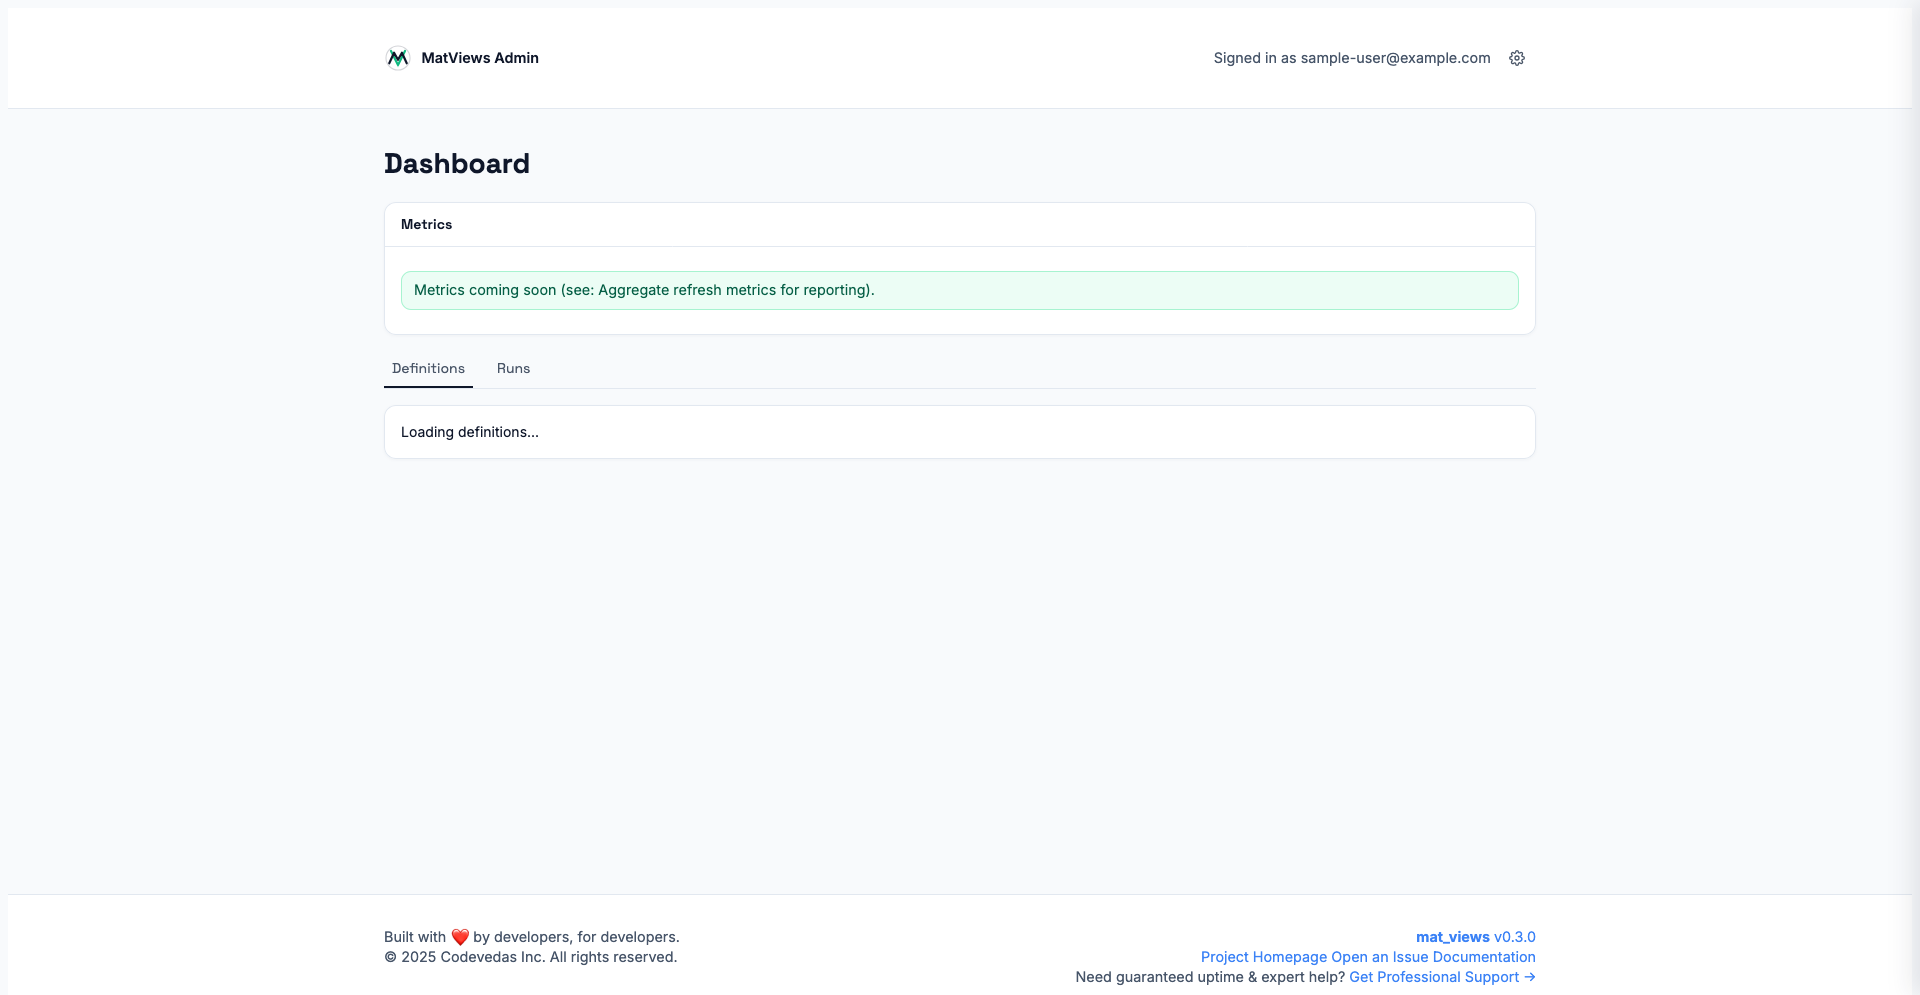 MatViews Admin
Signed in as sample-user@example.com
Dashboard
Metrics
Metrics coming soon (see: Aggregate refresh metrics for reporting).
Definitions
Runs
Loading definitions...
Built with ❤️ by developers, for developers.
© 2025 Codevedas Inc. All rights reserved.
mat_views v0.3.0
Project Homepage Open an Issue Documentation
Need guaranteed uptime & expert help? Get Professional Support →